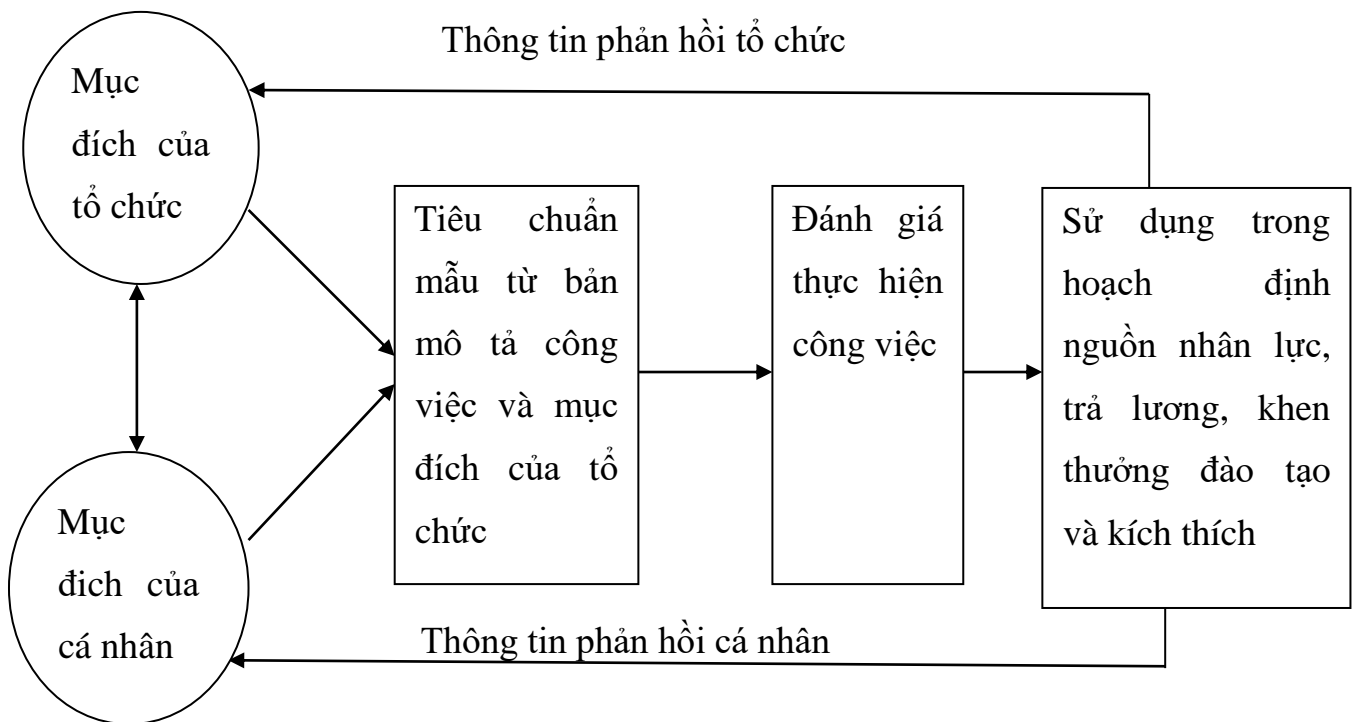 Thông tin phản hồi tổ chức
Mục
đích của
tổ chức
Tiêu chuẩn
mẫu từ bản
mô tả công
việc và mục
đích của tổ
chức
Đánh giá
thực hiện
công việc
Sử dụng trong
hoạch định
nguồn nhân lực,
trả lương, khen
thưởng đào tạo
và kích thích
Mục
đich của
cá nhân
Thông tin phản hồi cá nhân